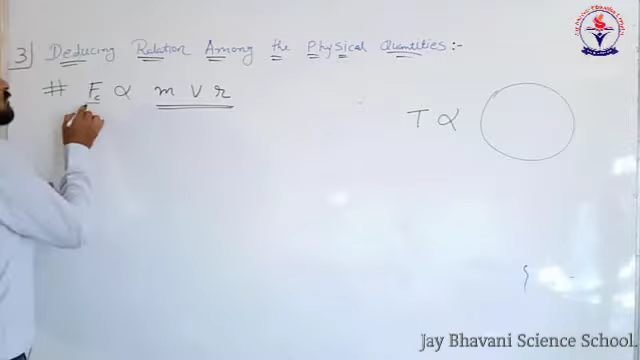 3] Deducing Relation Among the Physical Quantities :-
# Fc ∝ m v r
T ∝
Jay Bhavani Science School.